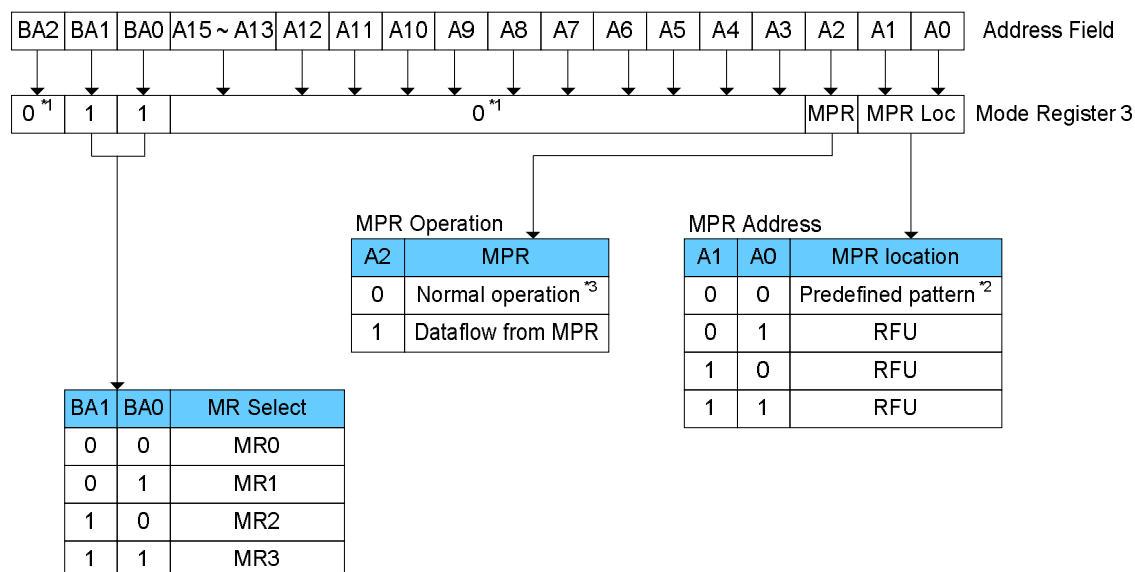 BA2 BA1 BA0 A15 ~ A13 A12 A11 A10 A9 A8 A7 A6 A5 A4 A3 A2 A1 A0 Address Field
0*1 1 1 0*1 MPR MPR Loc Mode Register 3
MPR Operation
A2 MPR
0 Normal operation*3
1 Dataflow from MPR
MPR Address
A1 A0 MPR location
0 0 Predefined pattern*2
0 1 RFU
1 0 RFU
1 1 RFU
BA1 BA0 MR Select
0 0 MR0
0 1 MR1
1 0 MR2
1 1 MR3